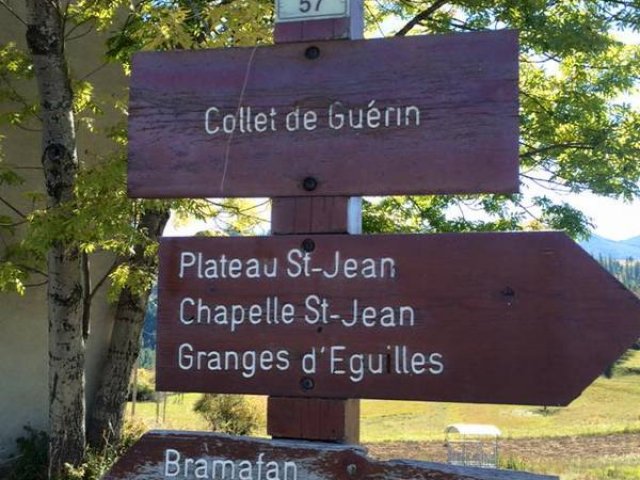 57
Collet de Guérin
Plateau St-Jean
Chapelle St-Jean
Granges d'Eguilles
Bramafan